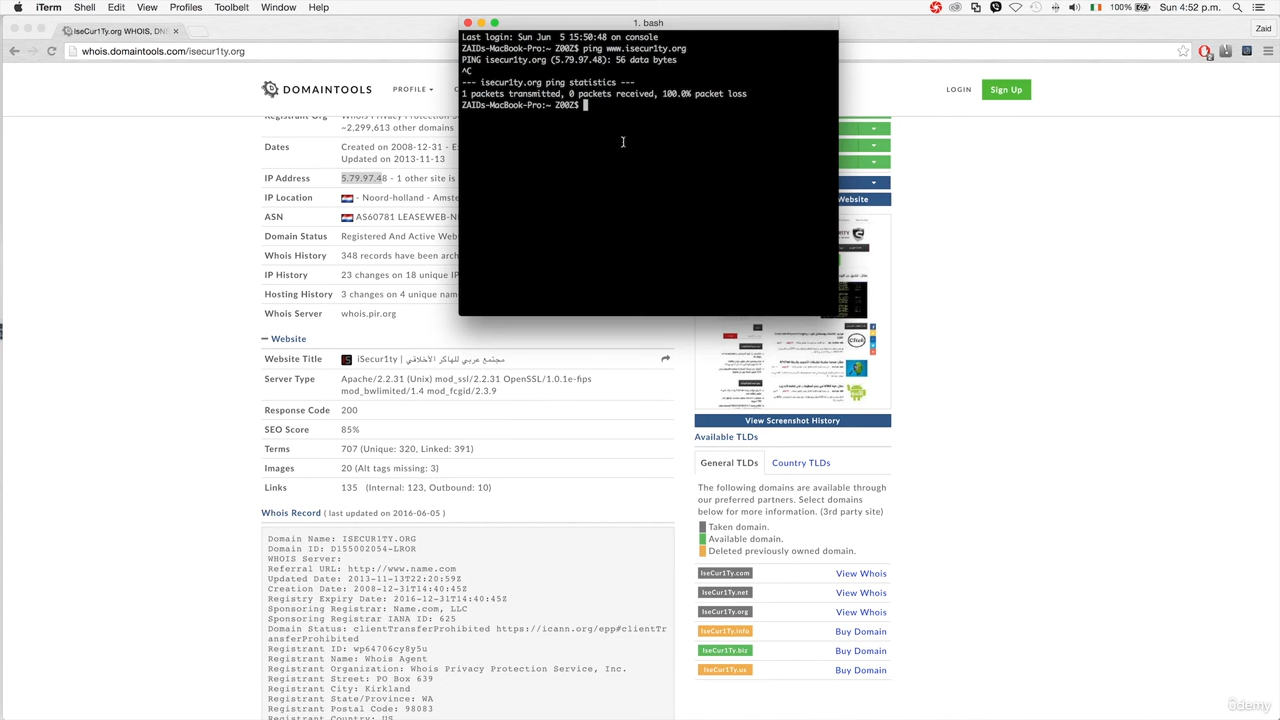 iTerm Shell Edit View Profiles Toolbelt Window Help
100% Sun 4:52 p.m.
IseCur1Ty.org WHOIS, DNS
Zaid
whois.domaintools.com/isecur1ty.org
1. bash
Last login: Sun Jun 5 15:50:48 on console
ZAIDs-MacBook-Pro:~ Z00Z$ ping www.isecur1ty.org
PING isecur1ty.org (5.79.97.48): 56 data bytes
^C
--- isecur1ty.org ping statistics ---
1 packets transmitted, 0 packets received, 100.0% packet loss
ZAIDs-MacBook-Pro:~ Z00Z$
DOMAINTOOLS
PROFILE
LOGIN
Sign Up
Registrant Org Whois Privacy Protection S
~2,299,613 other domains
Dates Created on 2008-12-31 - E
Updated on 2013-11-13
IP Address 5.79.97.48 - 1 other site is
IP Location - Noord-holland - Amste
ASN AS60781 LEASEWEB-N
Domain Status Registered And Active Webs
Whois History 348 records have been arch
IP History 23 changes on 18 unique IP
Hosting History 3 changes on 4 unique name
Whois Server whois.pir.org
Website
Website
Website Title iSecur1ty | مجتمع عربي للهاكر الأخلاقي
Server Type Apache/2.2.31 (Unix) mod_ssl/2.2.31 OpenSSL/1.0.1e-fips
mod_bwlimited/1.4 mod_fcgid/2.3.9
Response Code 200
SEO Score 85%
Terms 707 (Unique: 320, Linked: 391)
Images 20 (Alt tags missing: 3)
Links 135 (Internal: 123, Outbound: 10)
Whois Record ( last updated on 2016-06-05 )
Domain Name: ISECUR1TY.ORG
Domain ID: D155002054-LROR
WHOIS Server:
Referral URL: http://www.name.com
Updated Date: 2013-11-13T22:20:59Z
Creation Date: 2008-12-31T14:40:45Z
Registry Expiry Date: 2016-12-31T14:40:45Z
Sponsoring Registrar: Name.com, LLC
Sponsoring Registrar IANA ID: 625
Domain Status: clientTransferProhibited https://icann.org/epp#clientTr
ansferProhibited
Registrant ID: wp64706cy8y5u
Registrant Name: Whois Agent
Registrant Organization: Whois Privacy Protection Service, Inc.
Registrant Street: PO Box 639
Registrant City: Kirkland
Registrant State/Province: WA
Registrant Postal Code: 98083
Registrant Country: US
View Screenshot History
Available TLDs
General TLDs Country TLDs
The following domains are available through
our preferred partners. Select domains
below for more information. (3rd party site)
Taken domain.
Available domain.
Deleted previously owned domain.
IseCur1Ty.com View Whois
IseCur1Ty.net View Whois
IseCur1Ty.org View Whois
IseCur1Ty.info Buy Domain
IseCur1Ty.biz Buy Domain
IseCur1Ty.us Buy Domain
ûdemy